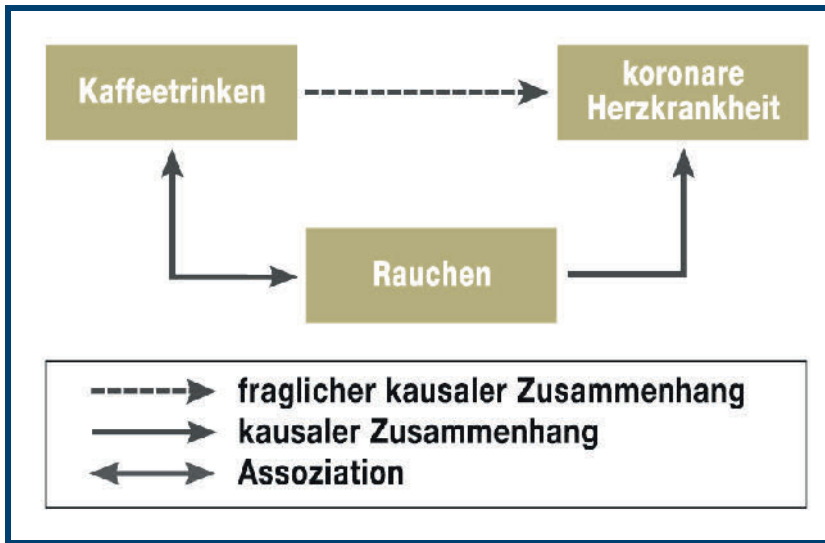 Kaffeetrinken
koronare
Herzkrankheit
Rauchen
fraglicher kausaler Zusammenhang
kausaler Zusammenhang
Assoziation